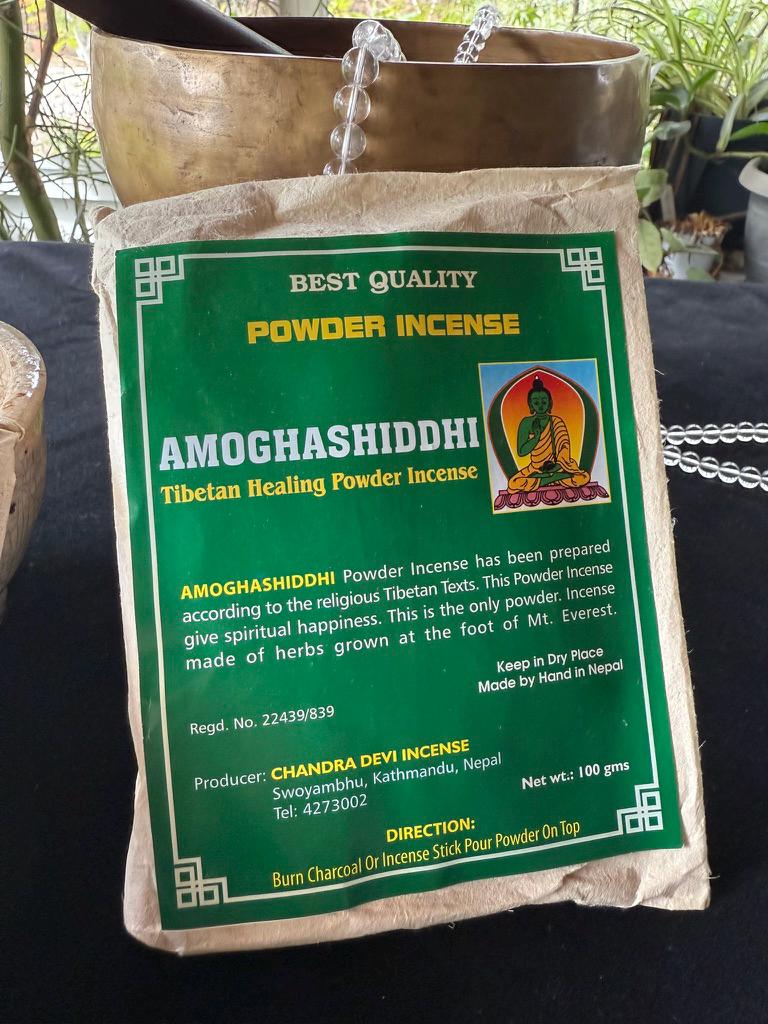 BEST QUALITY
POWDER INCENSE
AMOGHASHIDDHI
Tibetan Healing Powder Incense
AMOGHASHIDDHI Powder Incense has been prepared
according to the religious Tibetan Texts. This Powder Incense
give spiritual happiness. This is the only powder. Incense
made of herbs grown at the foot of Mt. Everest.
Keep in Dry Place
Made by Hand in Nepal
Regd. No. 22439/839
Producer: CHANDRA DEVI INCENSE
Swoyambhu, Kathmandu, Nepal
Tel: 4273002
Net wt.: 100 gms
DIRECTION:
Burn Charcoal Or Incense Stick Pour Powder On Top